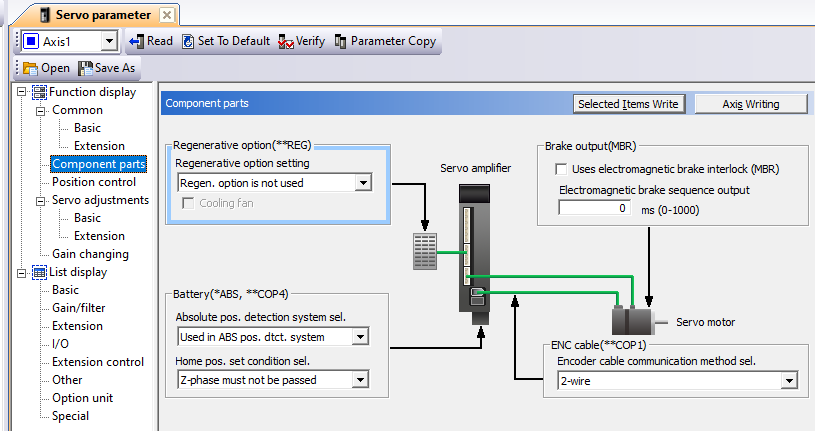 Servo parameter
Axis1
Read
Set To Default
Verify
Parameter Copy
Open
Save As
Function display
Common
Basic
Extension
Component parts
Position control
Servo adjustments
Basic
Extension
Gain changing
List display
Basic
Gain/filter
Extension
I/O
Extension control
Other
Option unit
Special
Component parts
Selected Items Write
Axis Writing
Regenerative option(**REG)
Regenerative option setting
Regen. option is not used
Cooling fan
Servo amplifier
Brake output(MBR)
Uses electromagnetic brake interlock (MBR)
Electromagnetic brake sequence output
0 ms (0-1000)
Battery(*ABS, **COP4)
Absolute pos. detection system sel.
Used in ABS pos. dtct. system
Home pos. set condition sel.
Z-phase must not be passed
Servo motor
ENC cable(**COP1)
Encoder cable communication method sel.
2-wire